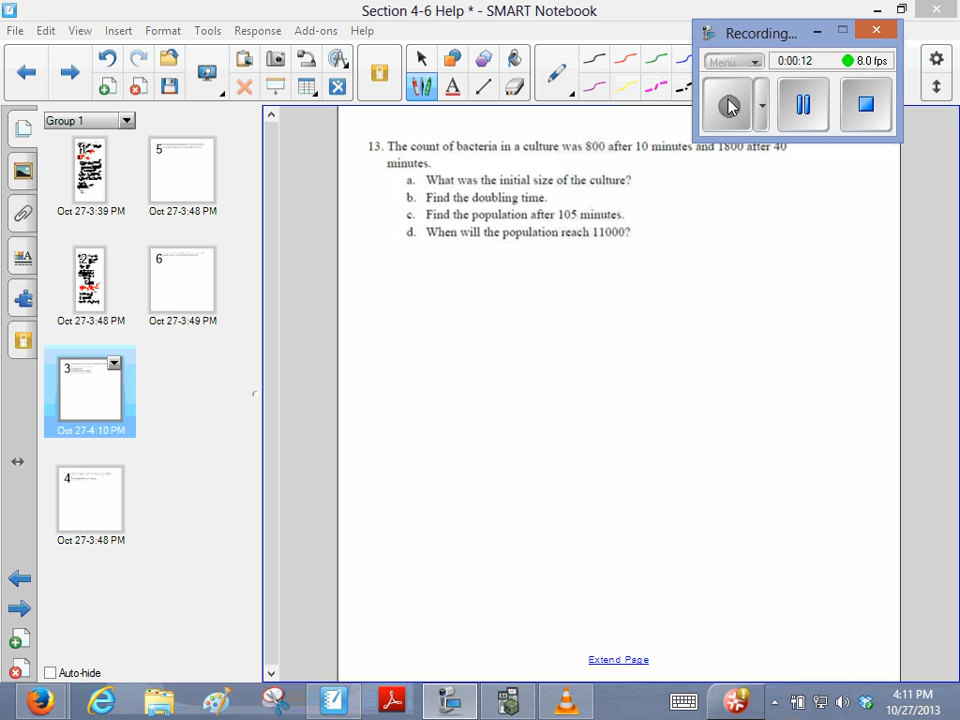 Section 4-6 Help * - SMART Notebook
File Edit View Insert Format Tools Response Add-ons Help
Recording...
Menu 0:00:12 8.0 fps
Group 1
1
Oct 27-3:39 PM
5
Oct 27-3:48 PM
2
Oct 27-3:48 PM
6
Oct 27-3:49 PM
3
Oct 27-4:10 PM
4
Oct 27-3:48 PM
Auto-hide
13. The count of bacteria in a culture was 800 after 10 minutes and 1800 after 40
minutes.
a. What was the initial size of the culture?
b. Find the doubling time.
c. Find the population after 105 minutes.
d. When will the population reach 11000?
Extend Page
4:11 PM
10/27/2013